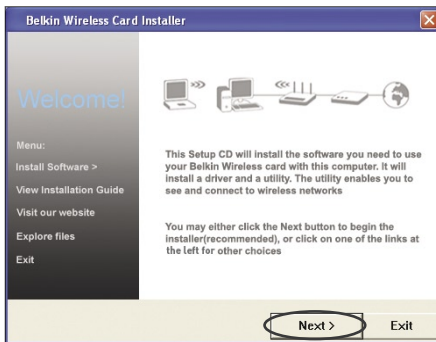 Belkin Wireless Card Installer
Welcome!
Menu:
Install Software >
View Installation Guide
Visit our website
Explore files
Exit
This Setup CD will install the software you need to use
your Belkin Wireless card with this computer. It will
install a driver and a utility. The utility enables you to
see and connect to wireless networks
You may either click the Next button to begin the
installer(recommended), or click on one of the links at
the left for other choices
Next >
Exit